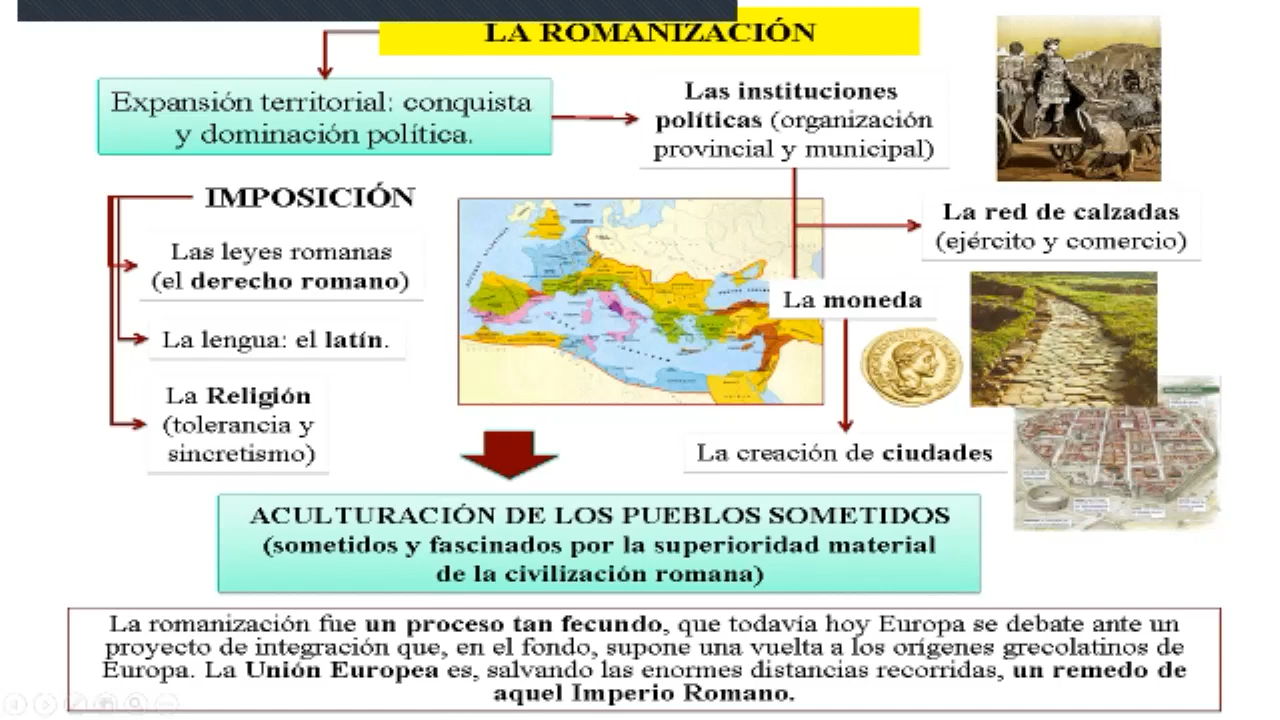 LA ROMANIZACIÓN
Expansión territorial: conquista
y dominación política.
Las instituciones
políticas (organización
provincial y municipal)
IMPOSICIÓN
Las leyes romanas
(el derecho romano)
La lengua: el latín.
La Religión
(tolerancia y
sincretismo)
La red de calzadas
(ejército y comercio)
La moneda
La creación de ciudades
ACULTURACIÓN DE LOS PUEBLOS SOMETIDOS
(sometidos y fascinados por la superioridad material
de la civilización romana)
La romanización fue un proceso tan fecundo, que todavía hoy Europa se debate ante un
proyecto de integración que, en el fondo, supone una vuelta a los orígenes grecolatinos de
Europa. La Unión Europea es, salvando las enormes distancias recorridas, un remedo de
aquel Imperio Romano.